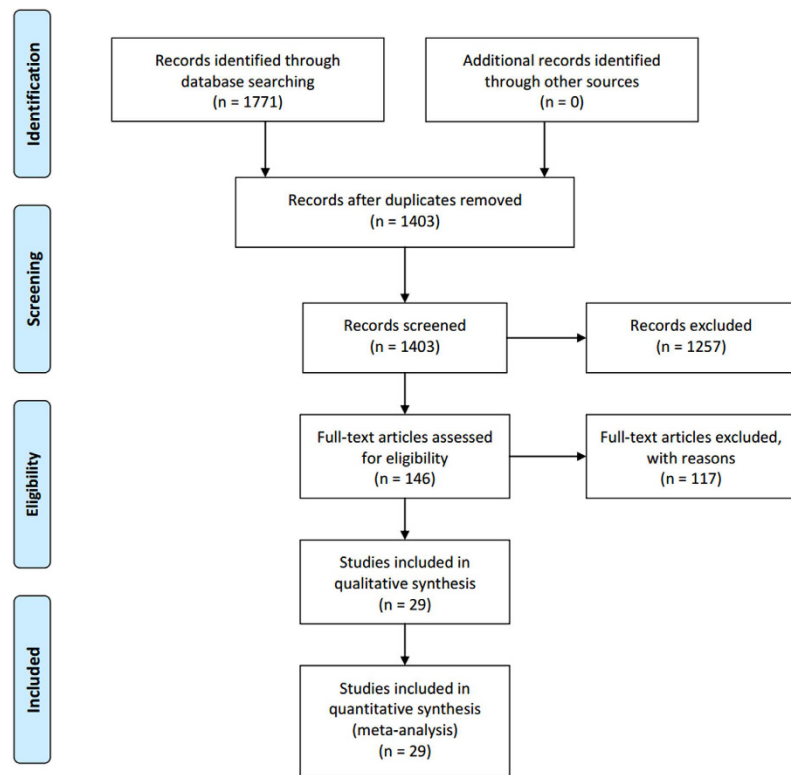 Identification
Records identified through
database searching
(n = 1771)
Additional records identified
through other sources
(n = 0)
Records after duplicates removed
(n = 1403)
Screening
Records screened
(n = 1403)
Records excluded
(n = 1257)
Eligibility
Full-text articles assessed
for eligibility
(n = 146)
Full-text articles excluded,
with reasons
(n = 117)
Studies included in
qualitative synthesis
(n = 29)
Included
Studies included in
quantitative synthesis
(meta-analysis)
(n = 29)